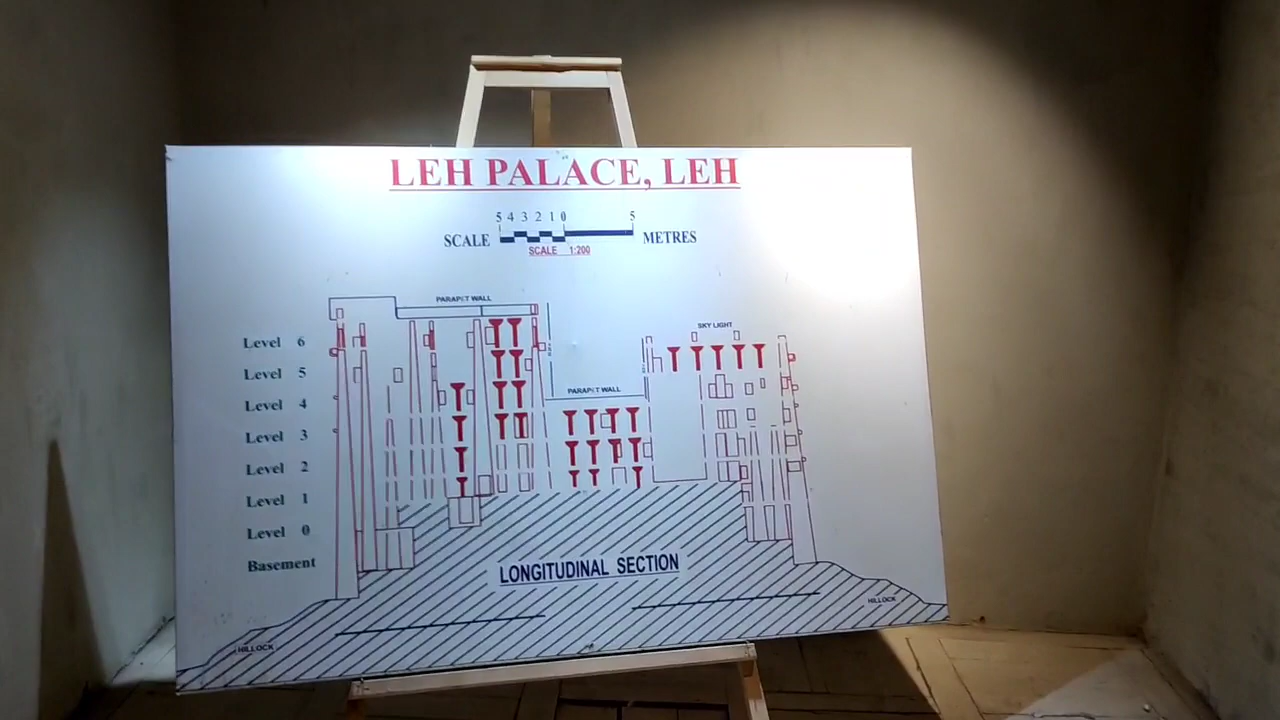 LEH PALACE, LEH
5 4 3 2 1 0 5
SCALE METRES
SCALE 1:200
PARAPET WALL
SKY LIGHT
Level 6
Level 5
PARAPET WALL
Level 4
Level 3
Level 2
Level 1
Level 0
Basement
LONGITUDINAL SECTION
HILLOCK
HILLOCK